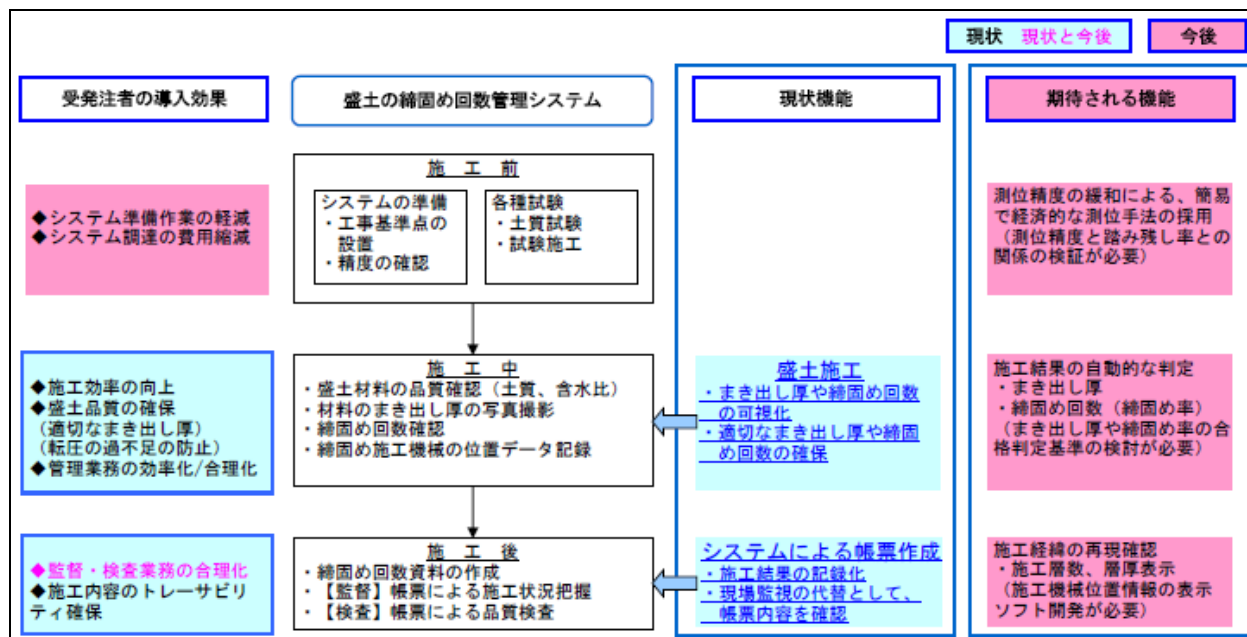 現状 現状と今後
今後
受発注者の導入効果
盛土の締固め回数管理システム
現状機能
期待される機能
◆システム準備作業の軽減
◆システム調達の費用縮減
施 工 前
システムの準備
・工事基準点の
設置
・精度の確認
各種試験
・土質試験
・試験施工
測位精度の緩和による、簡易
で経済的な測位手法の採用
（測位精度と踏み残し率との
関係の検証が必要）
◆施工効率の向上
◆盛土品質の確保
（適切なまき出し厚）
（転圧の過不足の防止）
◆管理業務の効率化/合理化
施 工 中
・盛土材料の品質確認（土質、含水比）
・材料のまき出し厚の写真撮影
・締固め回数確認
・締固め施工機械の位置データ記録
盛土施工
・まき出し厚や締固め回数
の可視化
・適切なまき出し厚や締固
め回数の確保
施工結果の自動的な判定
・まき出し厚
・締固め回数（締固め率）
（まき出し厚や締固め率の合
格判定基準の検討が必要）
◆監督・検査業務の合理化
◆施工内容のトレーサビリ
ティ確保
施 工 後
・締固め回数資料の作成
・【監督】帳票による施工状況把握
・【検査】帳票による品質検査
システムによる帳票作成
・施工結果の記録化
・現場監視の代替として、
帳票内容を確認
施工経緯の再現確認
・施工層数、層厚表示
（施工機械位置情報の表示
ソフト開発が必要）